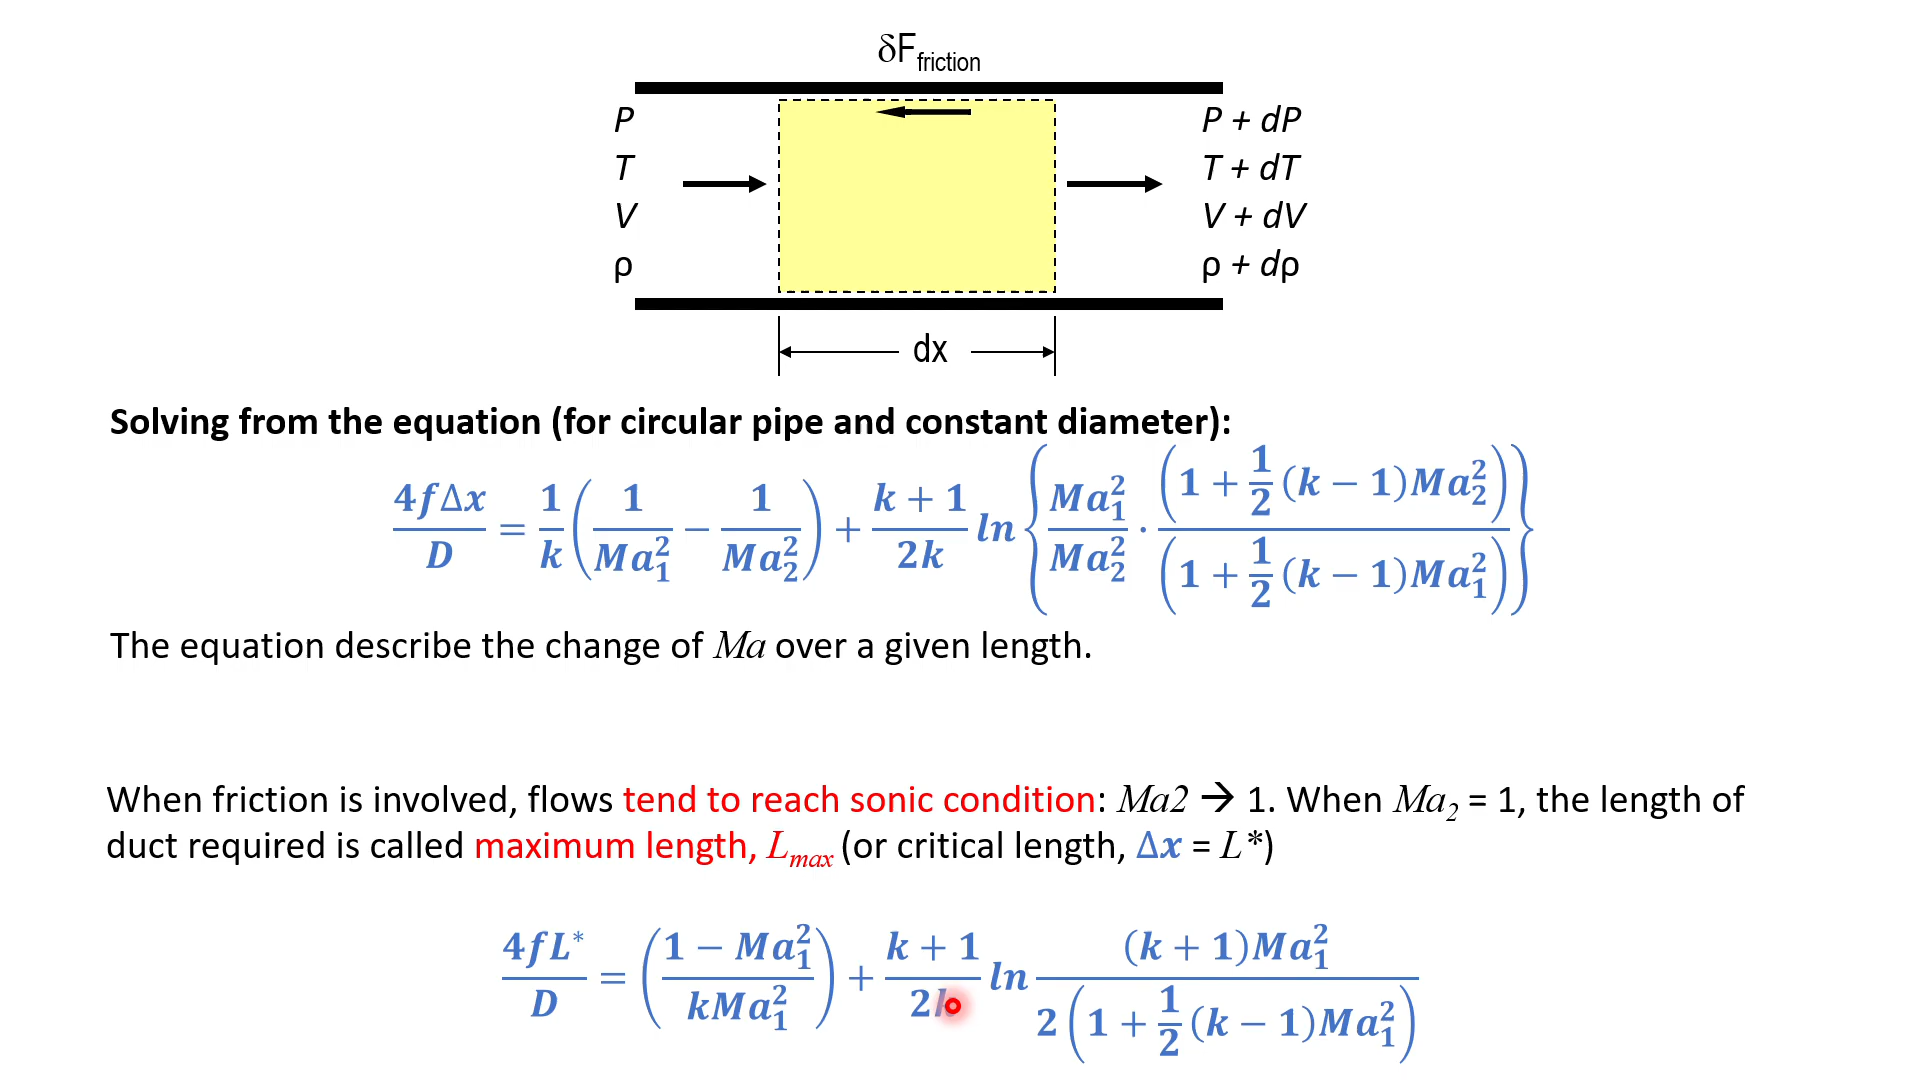 δF friction
P P + dP
T T + dT
V V + dV
ρ ρ + dρ
dx
Solving from the equation (for circular pipe and constant diameter):
4fΔx / D = 1/k (1/Ma₁² − 1/Ma₂²) + (k + 1)/2k ln {Ma₁²/Ma₂² · (1 + 1/2 (k − 1)Ma₂²) / (1 + 1/2 (k − 1)Ma₁²)}
The equation describe the change of Ma over a given length.
When friction is involved, flows tend to reach sonic condition: Ma2 → 1. When Ma₂ = 1, the length of
duct required is called maximum length, Lmax (or critical length, Δx = L*)
4fL* / D = ((1 − Ma₁²) / kMa₁²) + (k + 1)/2k ln (k + 1)Ma₁² / 2(1 + 1/2 (k − 1)Ma₁²)